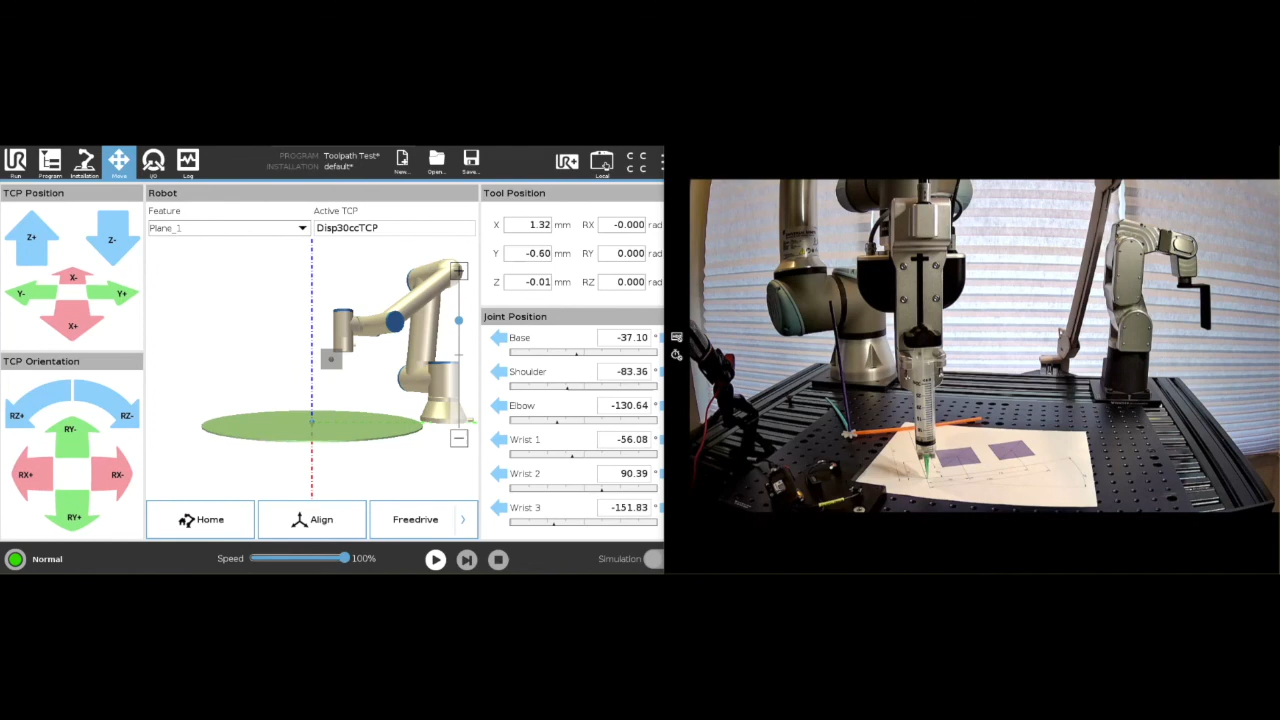 PROGRAM Toolpath Test*
INSTALLATION default*
UR Run
Program
Installation
Move
I/O
Log
New...
Open...
Save...
UR+
Local
C C
C C
TCP Position
Z+
Z-
X-
Y-
Y+
X+
TCP Orientation
RZ+
RZ-
RY-
RX+
RX-
RY+
Robot
Feature
Plane_1
Active TCP
Disp30ccTCP
Home
Align
Freedrive
Tool Position
X 1.32 mm RX -0.000 rad
Y -0.60 mm RY 0.000 rad
Z -0.01 mm RZ 0.000 rad
Joint Position
Base -37.10 °
Shoulder -83.36 °
Elbow -130.64 °
Wrist 1 -56.08 °
Wrist 2 90.39 °
Wrist 3 -151.83 °
Normal
Speed 100%
Simulation